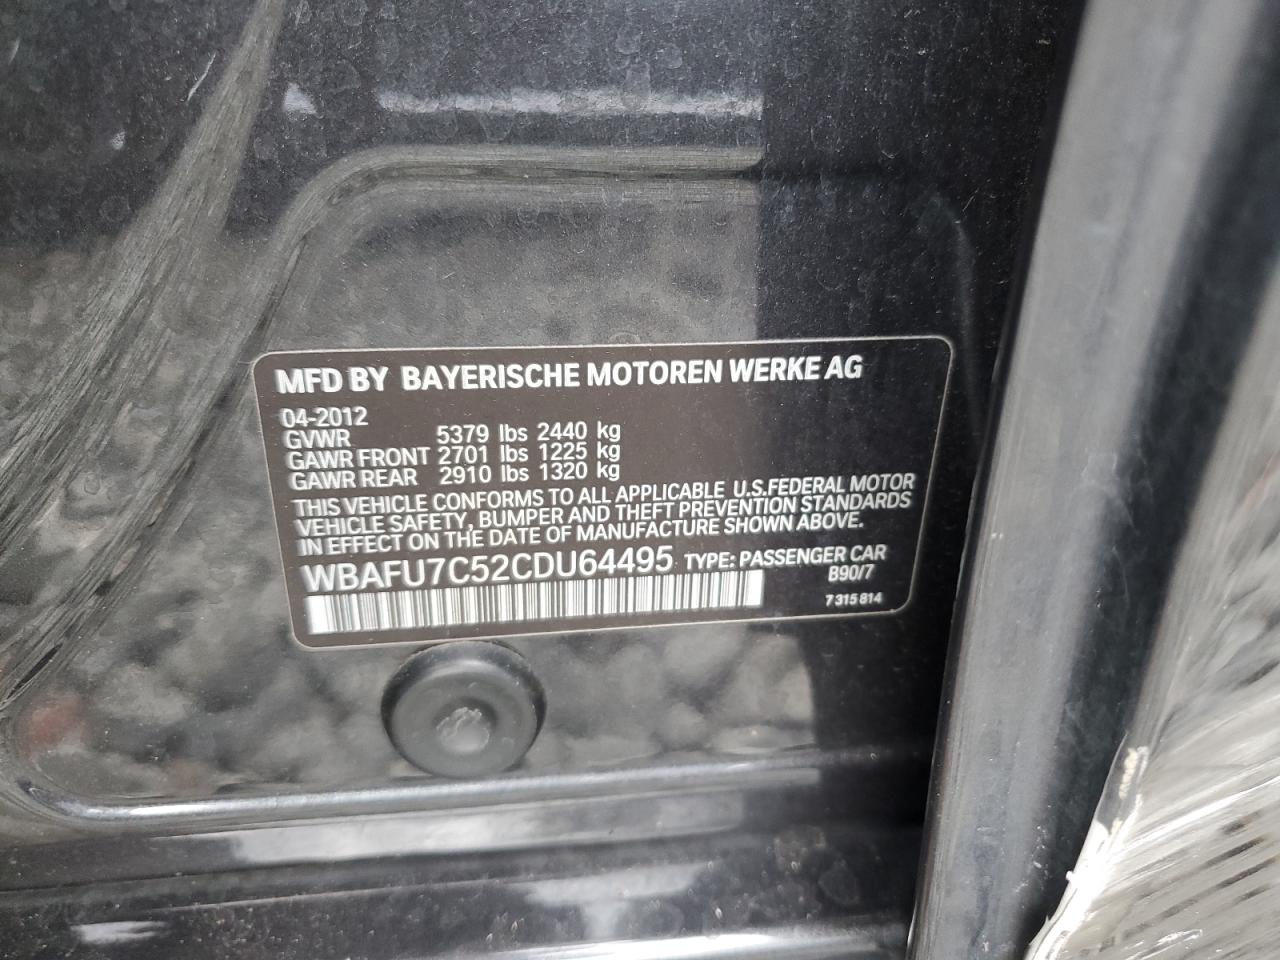 MFD BY BAYERISCHE MOTOREN WERKE AG
04-2012
GVWR 5379 lbs 2440 kg
GAWR FRONT 2701 lbs 1225 kg
GAWR REAR 2910 lbs 1320 kg
THIS VEHICLE CONFORMS TO ALL APPLICABLE U.S.FEDERAL MOTOR
VEHICLE SAFETY, BUMPER AND THEFT PREVENTION STANDARDS
IN EFFECT ON THE DATE OF MANUFACTURE SHOWN ABOVE.
WBAFU7C52CDU64495 TYPE: PASSENGER CAR
B90/7
7 315 814